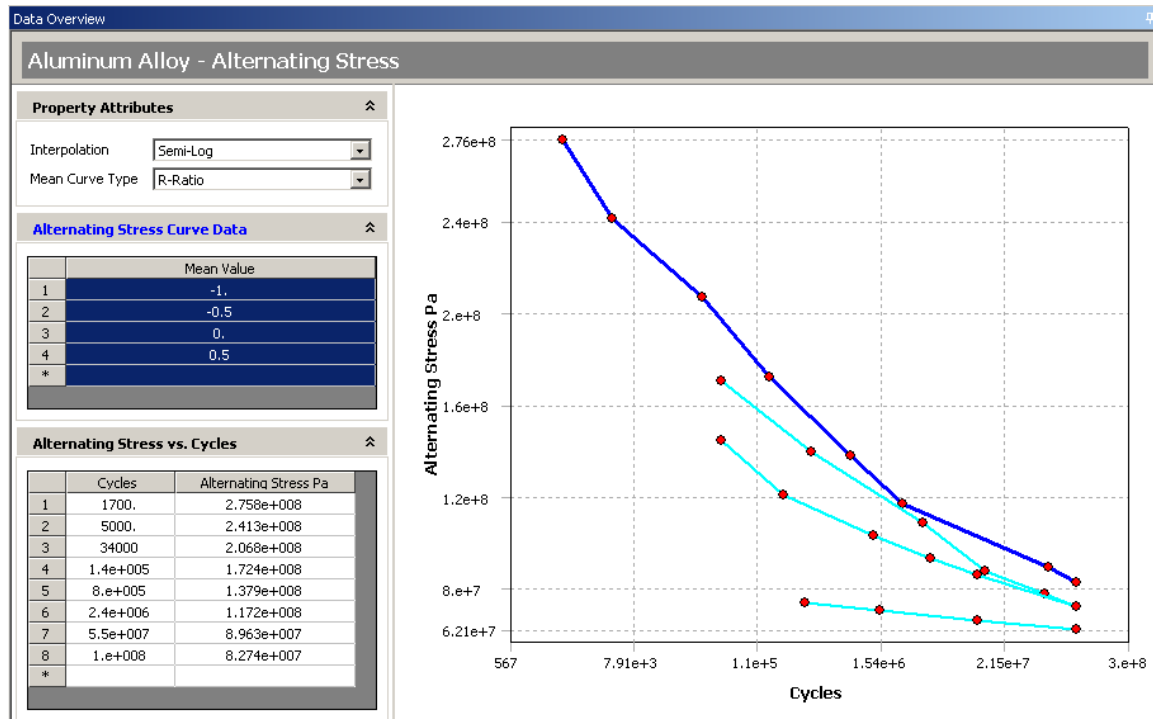 Data Overview
Aluminum Alloy - Alternating Stress
Property Attributes
Interpolation Semi-Log
Mean Curve Type R-Ratio
Alternating Stress Curve Data
Mean Value
1 -1.
2 -0.5
3 0.
4 0.5
*
Alternating Stress vs. Cycles
Cycles Alternating Stress Pa
1 1700. 2.758e+008
2 5000. 2.413e+008
3 34000 2.068e+008
4 1.4e+005 1.724e+008
5 8.e+005 1.379e+008
6 2.4e+006 1.172e+008
7 5.5e+007 8.963e+007
8 1.e+008 8.274e+007
*
Alternating Stress Pa
2.76e+8
2.4e+8
2.e+8
1.6e+8
1.2e+8
8.e+7
6.21e+7
567 7.91e+3 1.1e+5 1.54e+6 2.15e+7 3.e+8
Cycles